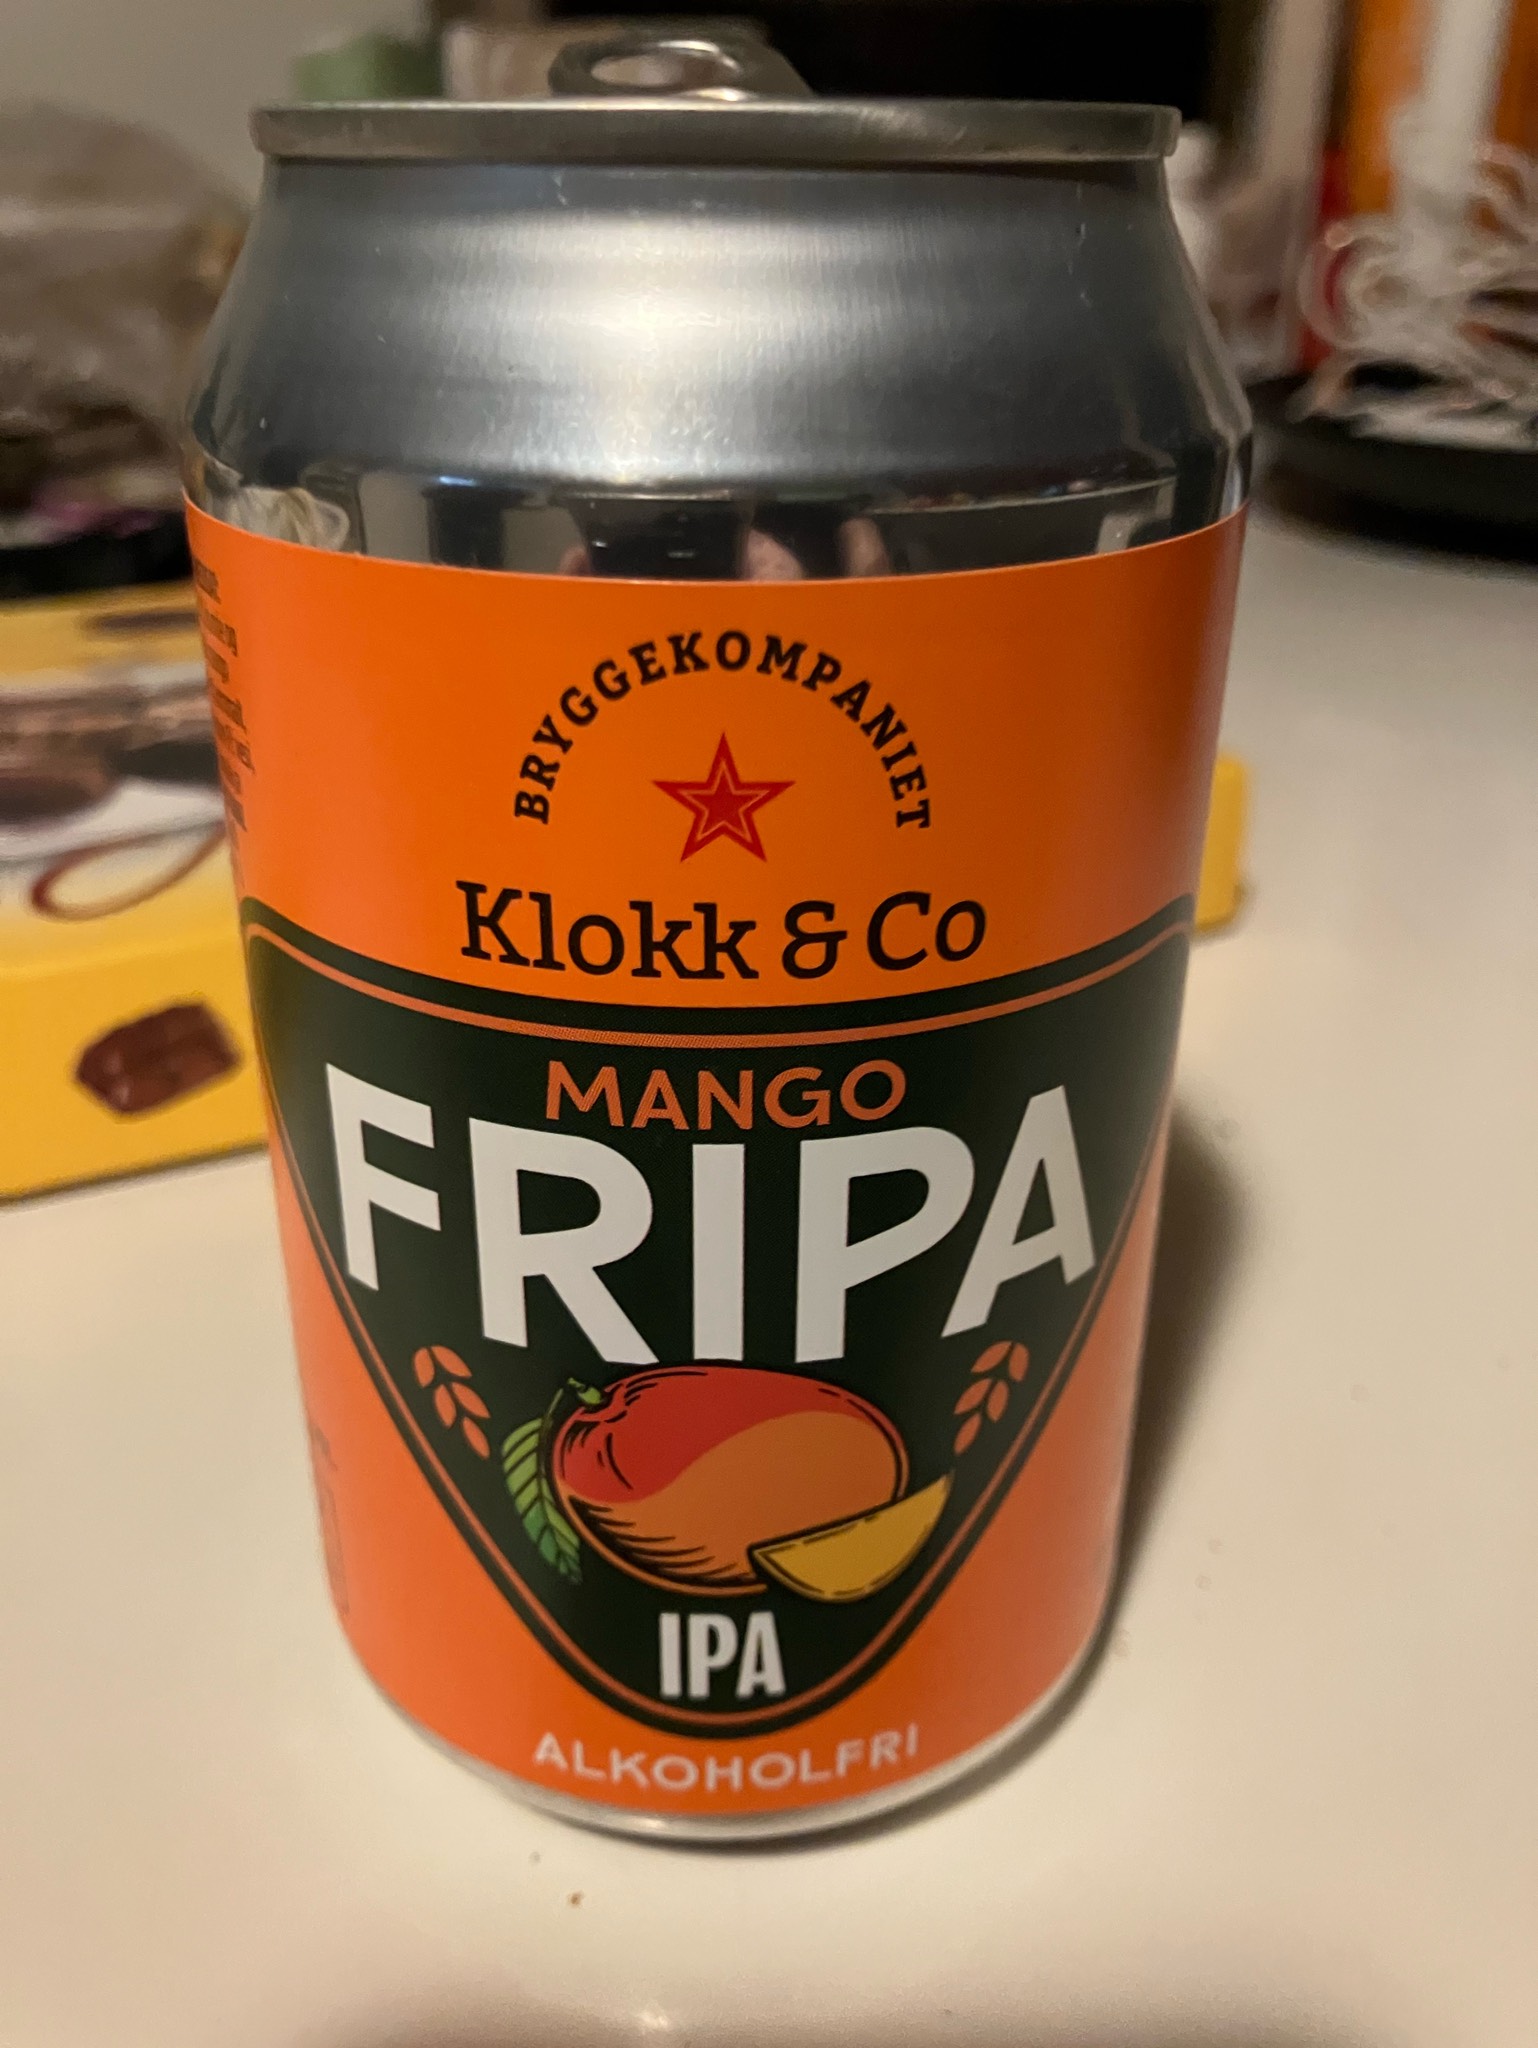 BRYGGEKOMPANIET
Klokk & Co
MANGO
FRIPA
IPA
ALKOHOLFRI